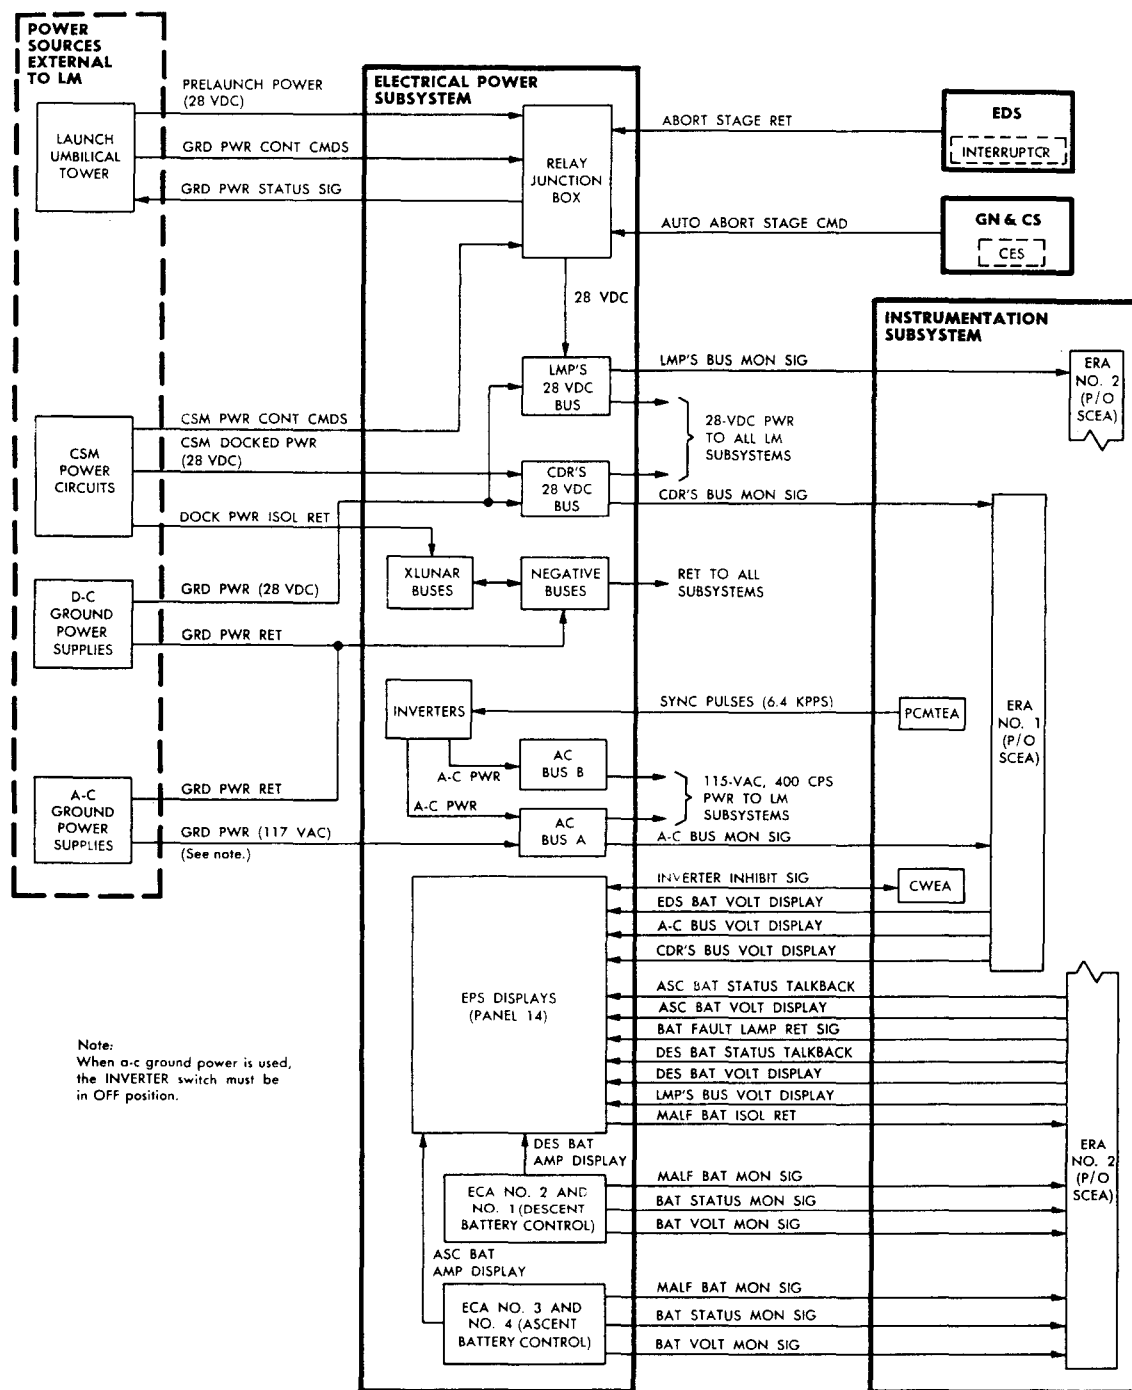 POWER
SOURCES
EXTERNAL
TO LM
LAUNCH
UMBILICAL
TOWER
PRELAUNCH POWER
(28 VDC)
GRD PWR CONT CMDS
GRD PWR STATUS SIG
ELECTRICAL POWER
SUBSYSTEM
RELAY
JUNCTION
BOX
ABORT STAGE RET
EDS
INTERRUPTCR
AUTO ABORT STAGE CMD
GN & CS
CES
28 VDC
INSTRUMENTATION
SUBSYSTEM
LMP'S
28 VDC
BUS
LMP'S BUS MON SIG
ERA
NO. 2
(P/O
SCEA)
28-VDC PWR
TO ALL LM
SUBSYSTEMS
CSM
POWER
CIRCUITS
CSM PWR CONT CMDS
CSM DOCKED PWR
(28 VDC)
DOCK PWR ISOL RET
CDR'S
28 VDC
BUS
CDR'S BUS MON SIG
XLUNAR
BUSES
NEGATIVE
BUSES
RET TO ALL
SUBSYSTEMS
D-C
GROUND
POWER
SUPPLIES
GRD PWR (28 VDC)
GRD PWR RET
INVERTERS
SYNC PULSES (6.4 KPPS)
PCMTEA
ERA
NO. 1
(P/O
SCEA)
A-C PWR
AC
BUS B
A-C PWR
AC
BUS A
115-VAC, 400 CPS
PWR TO LM
SUBSYSTEMS
A-C BUS MON SIG
A-C
GROUND
POWER
SUPPLIES
GRD PWR RET
GRD PWR (117 VAC)
(See note.)
INVERTER INHIBIT SIG
CWEA
EDS BAT VOLT DISPLAY
A-C BUS VOLT DISPLAY
CDR'S BUS VOLT DISPLAY
EPS DISPLAYS
(PANEL 14)
ASC BAT STATUS TALKBACK
ASC BAT VOLT DISPLAY
BAT FAULT LAMP RET SIG
DES BAT STATUS TALKBACK
DES BAT VOLT DISPLAY
LMP'S BUS VOLT DISPLAY
MALF BAT ISOL RET
Note:
When a-c ground power is used,
the INVERTER switch must be
in OFF position.
DES BAT
AMP DISPLAY
ECA NO. 2 AND
NO. 1 (DESCENT
BATTERY CONTROL)
MALF BAT MON SIG
BAT STATUS MON SIG
BAT VOLT MON SIG
ERA
NO. 2
(P/O
SCEA)
ASC BAT
AMP DISPLAY
ECA NO. 3 AND
NO. 4 (ASCENT
BATTERY CONTROL)
MALF BAT MON SIG
BAT STATUS MON SIG
BAT VOLT MON SIG